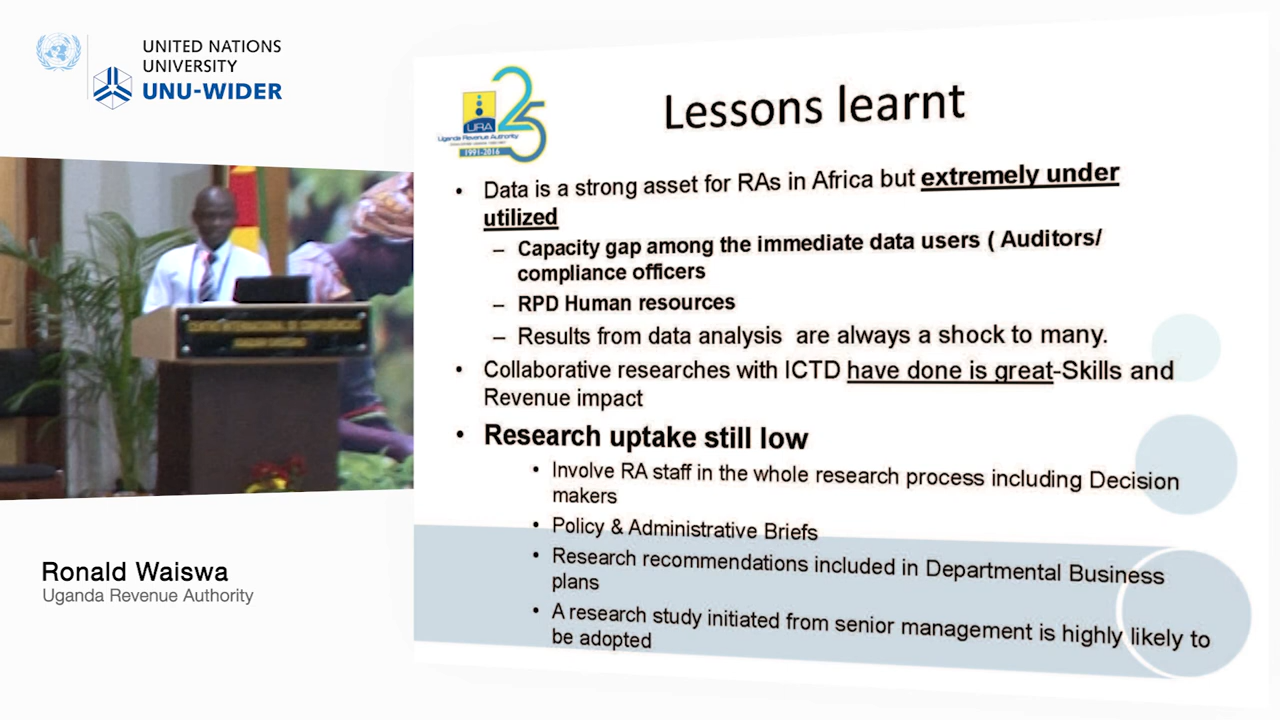 UNITED NATIONS
UNIVERSITY
UNU-WIDER
25
URA
Uganda Revenue Authority
1991-2016
Lessons learnt
• Data is a strong asset for RAs in Africa but extremely under
utilized
– Capacity gap among the immediate data users ( Auditors/
compliance officers
– RPD Human resources
– Results from data analysis are always a shock to many.
• Collaborative researches with ICTD have done is great-Skills and
Revenue impact
• Research uptake still low
• Involve RA staff in the whole research process including Decision
makers
• Policy & Administrative Briefs
• Research recommendations included in Departmental Business
plans
• A research study initiated from senior management is highly likely to
be adopted
Ronald Waiswa
Uganda Revenue Authority